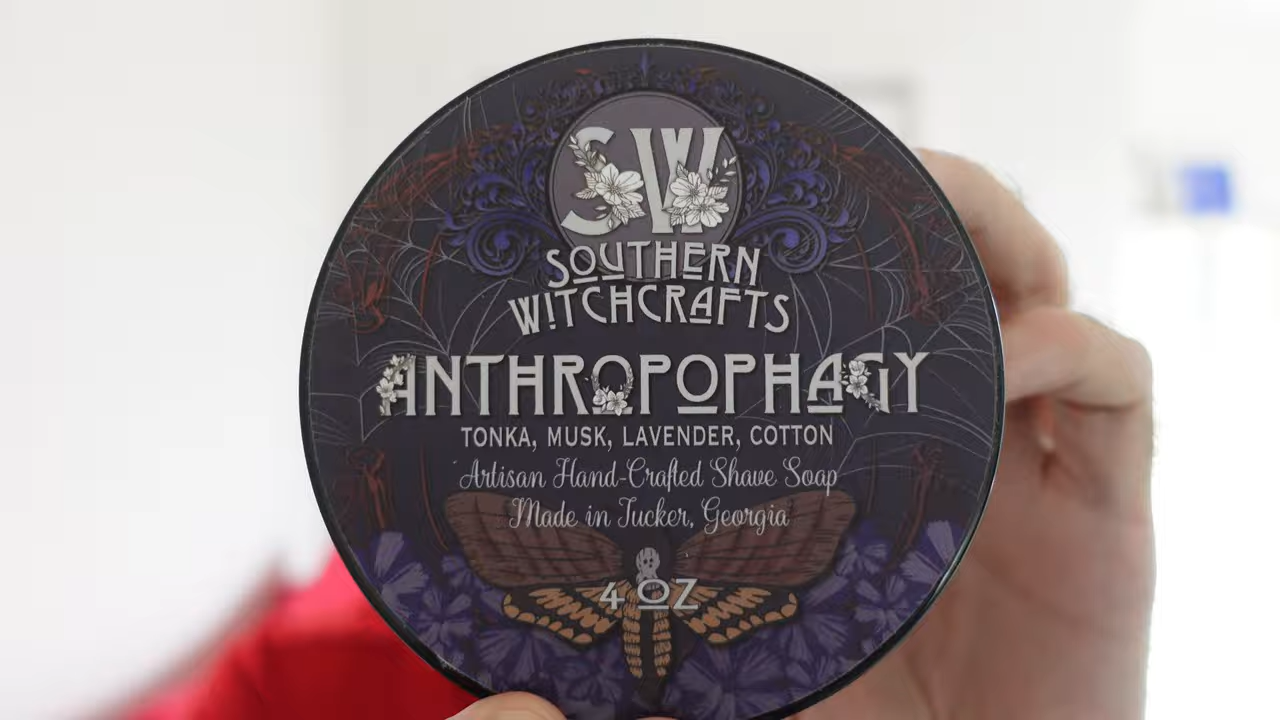 SW
SOUTHERN
WITCHCRAFTS
ANTHROPOPHAGY
TONKA, MUSK, LAVENDER, COTTON
Artisan Hand-Crafted Shave Soap
Made in Tucker, Georgia
4 OZ